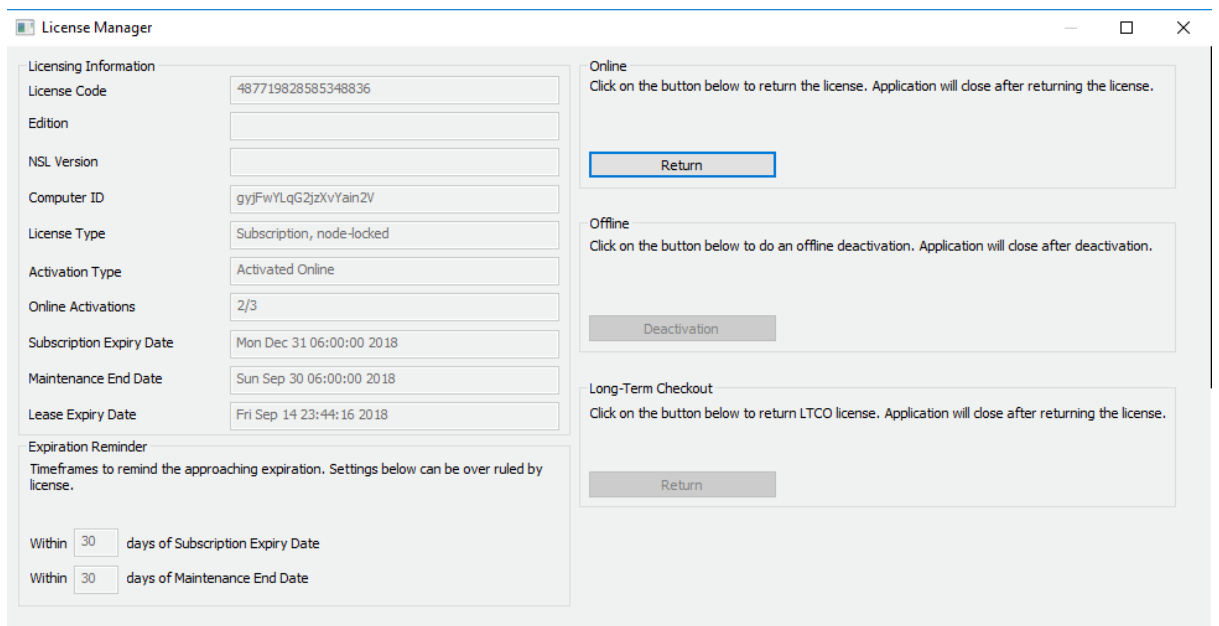 License Manager
Licensing Information
License Code 487719828585348836
Edition
NSL Version
Computer ID gyjFwYLqG2jzXvYain2V
License Type Subscription, node-locked
Activation Type Activated Online
Online Activations 2/3
Subscription Expiry Date Mon Dec 31 06:00:00 2018
Maintenance End Date Sun Sep 30 06:00:00 2018
Lease Expiry Date Fri Sep 14 23:44:16 2018
Expiration Reminder
Timeframes to remind the approaching expiration. Settings below can be over ruled by
license.
Within 30 days of Subscription Expiry Date
Within 30 days of Maintenance End Date
Online
Click on the button below to return the license. Application will close after returning the license.
Return
Offline
Click on the button below to do an offline deactivation. Application will close after deactivation.
Deactivation
Long-Term Checkout
Click on the button below to return LTCO license. Application will close after returning the license.
Return